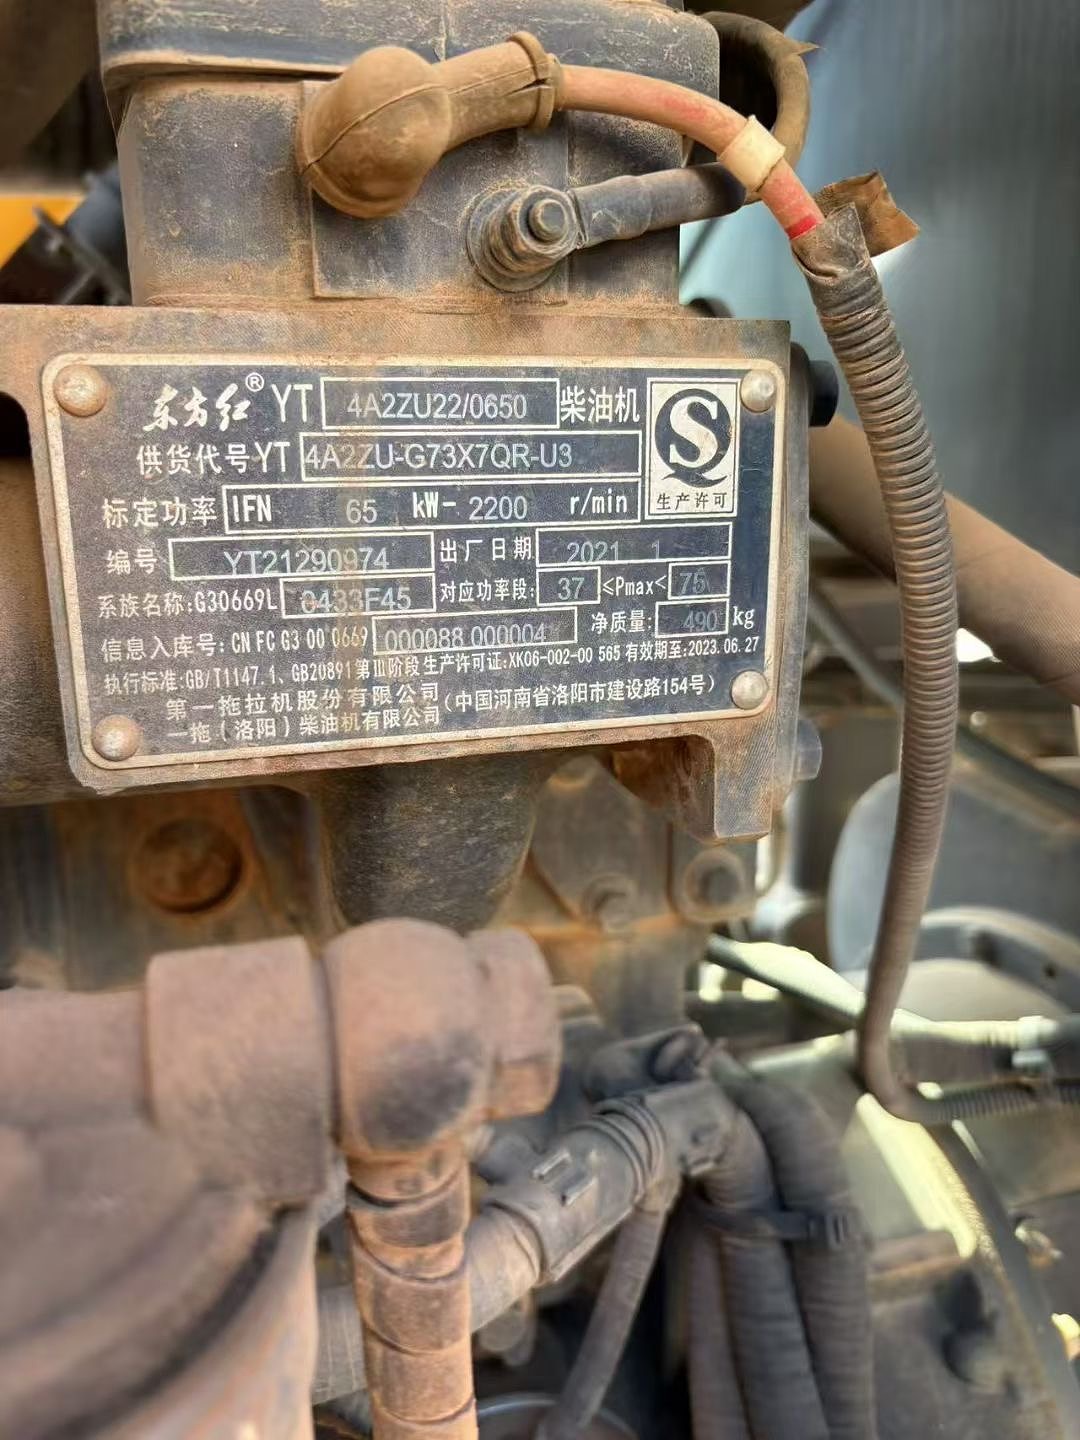 东方红® YT 4A2ZU22/0650 柴油机
供货代号YT 4A2ZU-G73X7QR-U3
标定功率 IFN 65 kW- 2200 r/min
生产许可
编号 YT21290974 出厂日期 2021 1
系族名称:G30669L 0433F45 对应功率段: 37 ≤Pmax< 75
信息入库号: CN FC G3 00 0669 000088 000004 净质量: 490 kg
执行标准:GB/T1147.1、GB20891第Ⅲ阶段 生产许可证:XK06-002-00 565 有效期至:2023.06.27
第一拖拉机股份有限公司 (中国河南省洛阳市建设路154号)
一拖(洛阳)柴油机有限公司